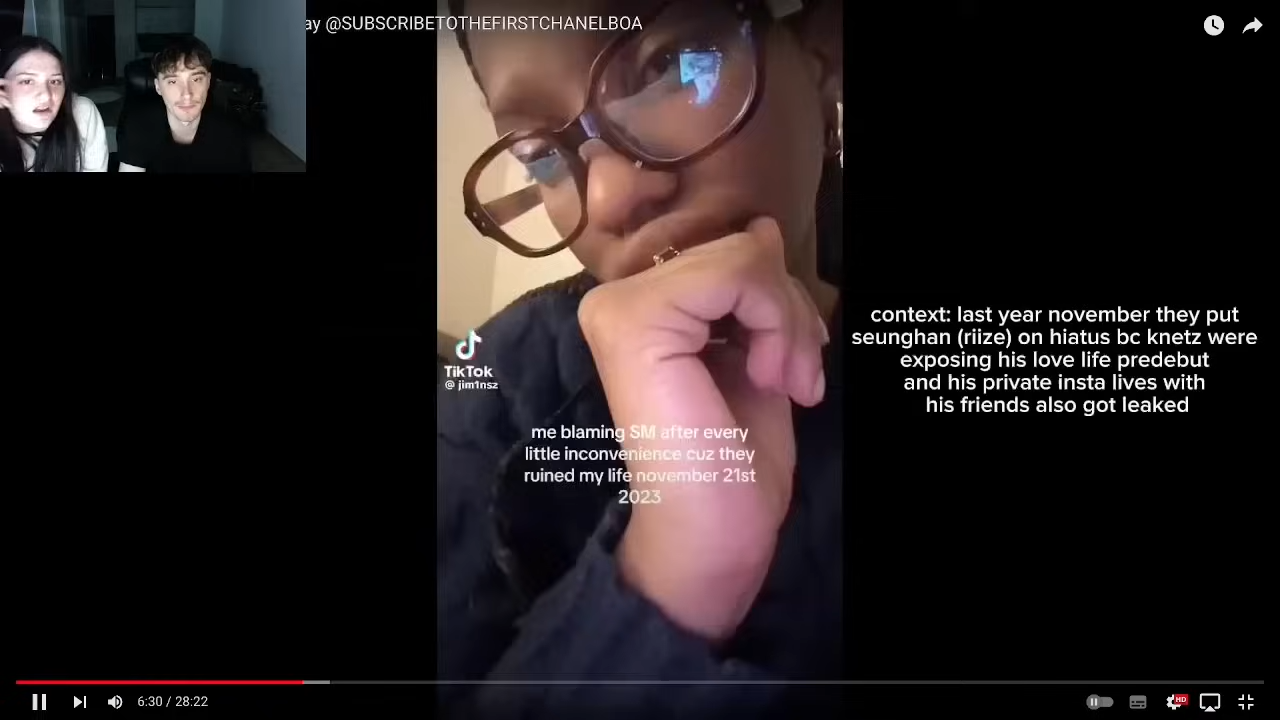 ay @SUBSCRIBETOTHEFIRSTCHANELBOA
context: last year november they put
seunghan (riize) on hiatus bc knetz were
exposing his love life predebut
and his private insta lives with
his friends also got leaked
TikTok
@ jim1nsz
me blaming SM after every
little inconvenience cuz they
ruined my life november 21st
2023
6:30 / 28:22
HD